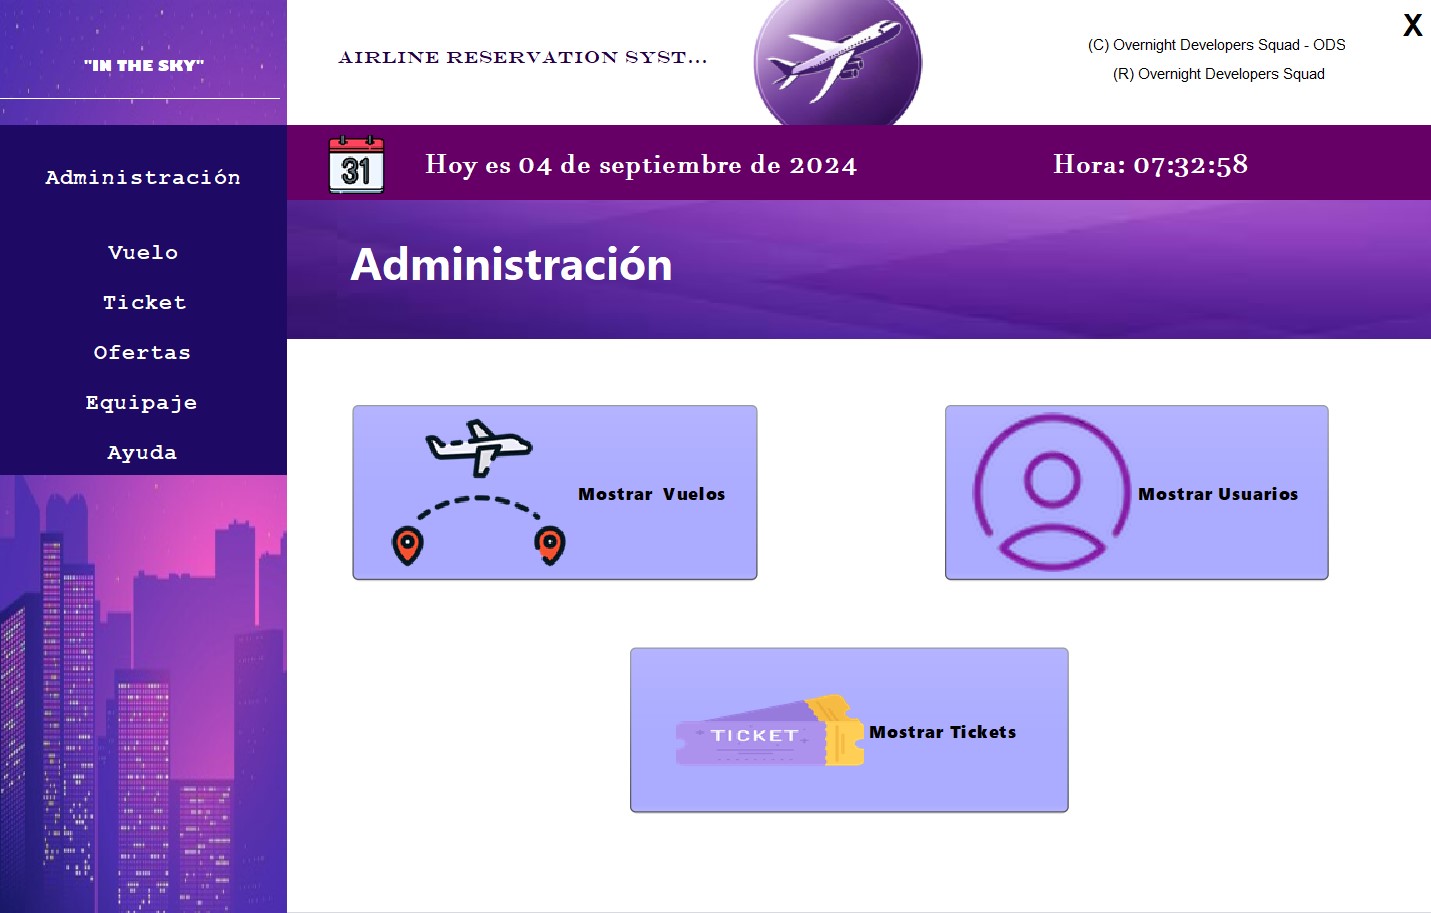 "IN THE SKY"
AIRLINE RESERVATION SYST...
(C) Overnight Developers Squad - ODS
(R) Overnight Developers Squad
X
31
Hoy es 04 de septiembre de 2024
Hora: 07:32:58
Administración
Vuelo
Ticket
Ofertas
Equipaje
Ayuda
Administración
Mostrar  Vuelos
Mostrar Usuarios
TICKET
Mostrar Tickets